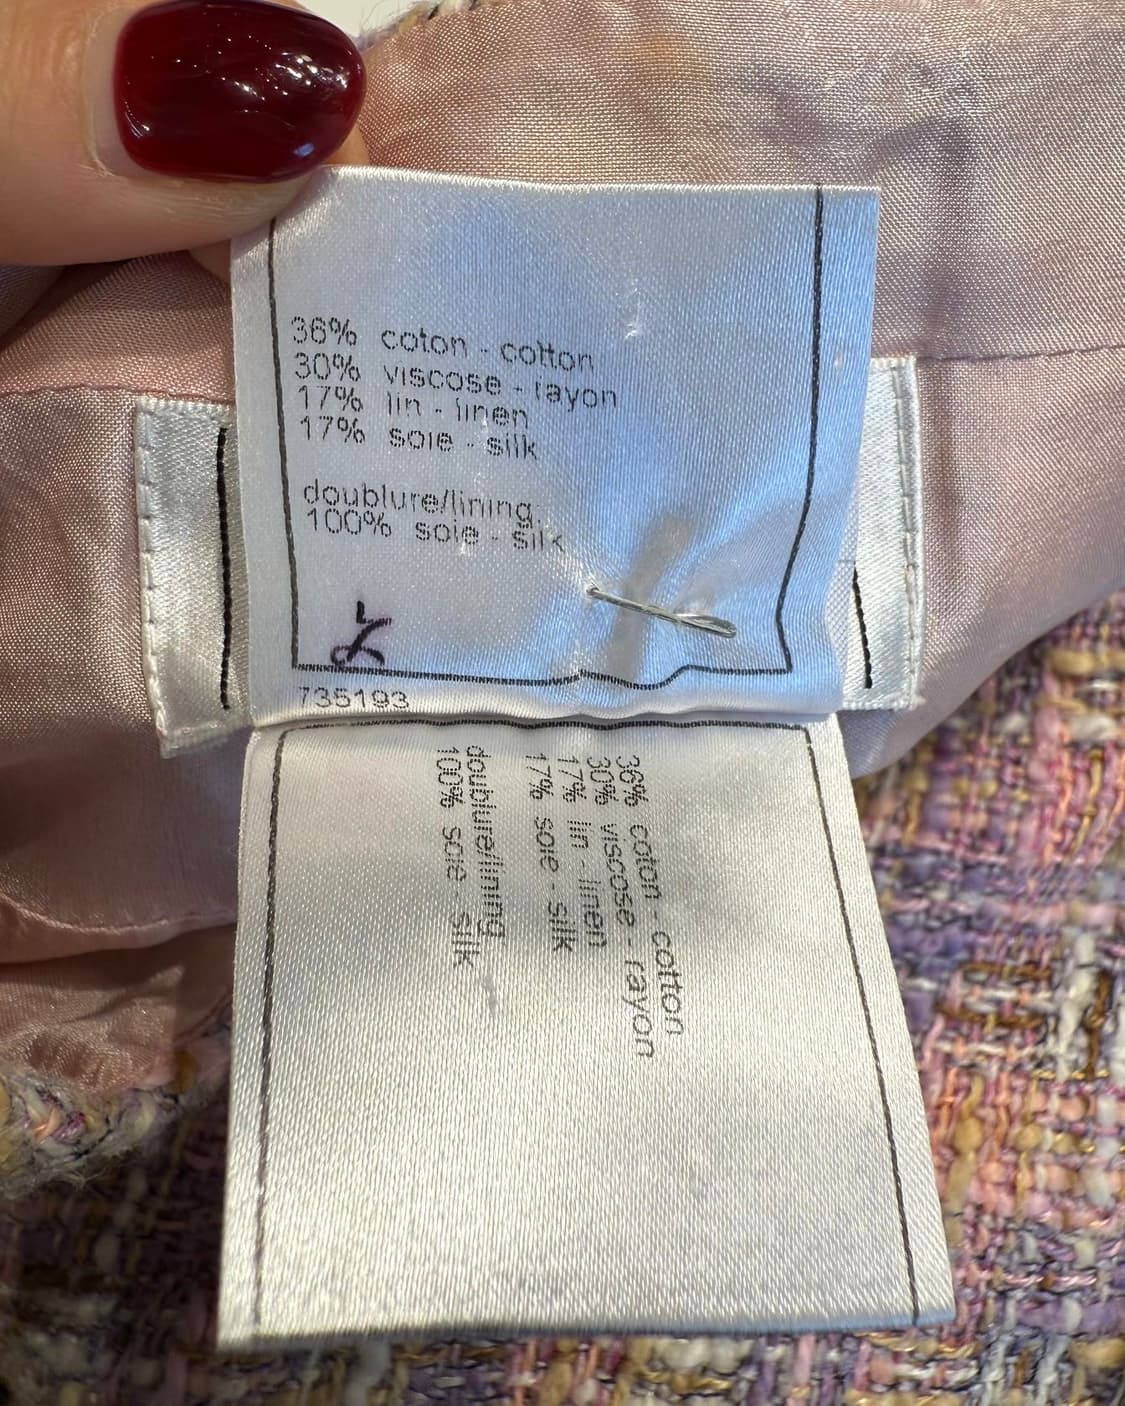 36% coton - cotton
30% viscose - rayon
17% lin - linen
17% soie - silk
doublure/lining
100% soie - silk
735193
36% coton - cotton
30% viscose - rayon
17% lin - linen
17% soie - silk
doublure/lining
100% soie - silk